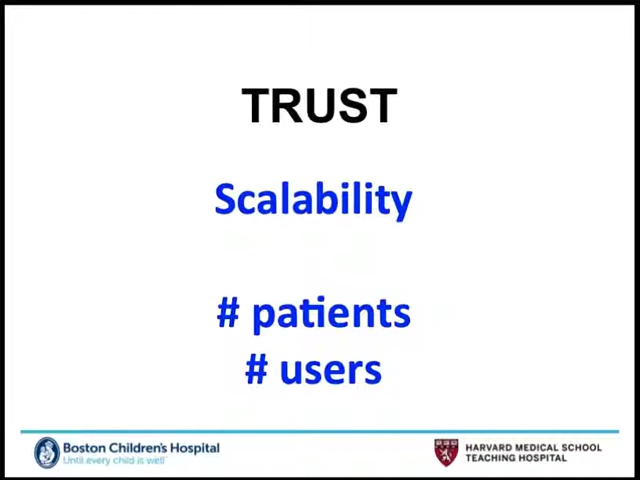 TRUST
Scalability
# patients
# users
Boston Children's Hospital
Until every child is well
HARVARD MEDICAL SCHOOL
TEACHING HOSPITAL